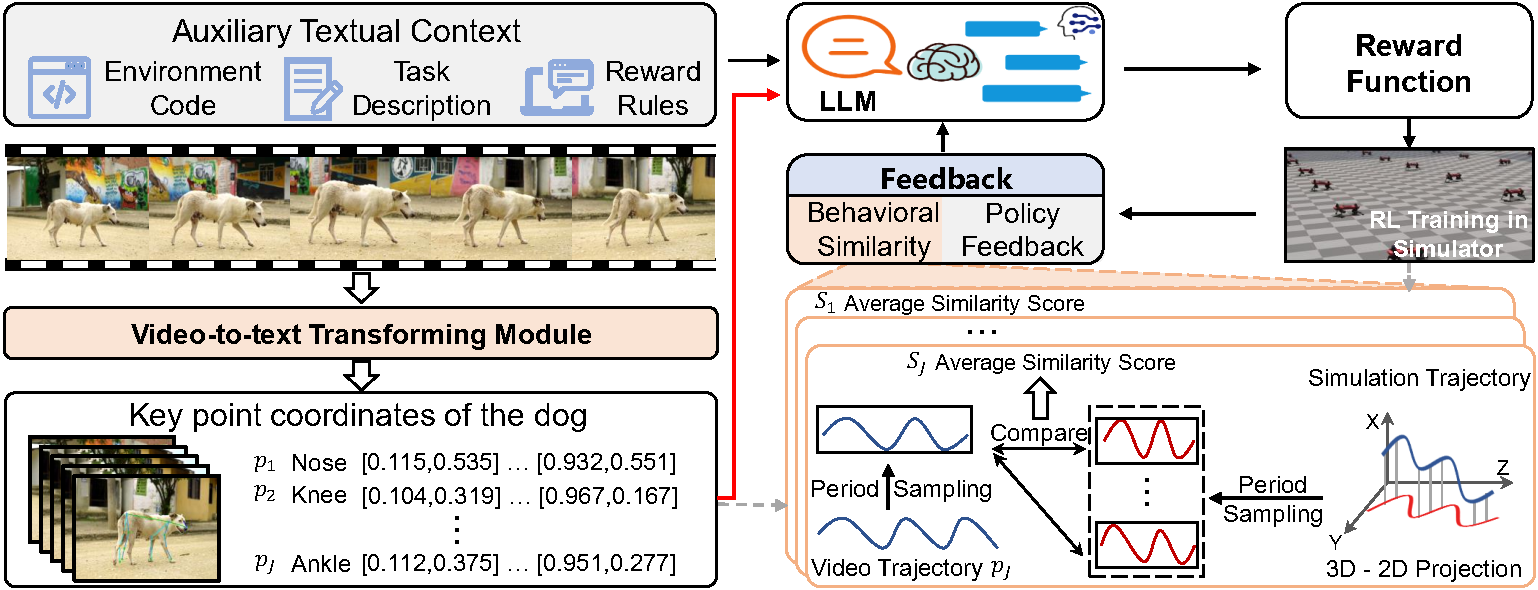 Auxiliary Textual Context
Environment
Code
Task
Description
Reward
Rules
Video-to-text Transforming Module
Key point coordinates of the dog
p₁ Nose [0.115,0.535] … [0.932,0.551]
p₂ Knee [0.104,0.319] … [0.967,0.167]
⋮
p_J Ankle [0.112,0.375] … [0.951,0.277]
LLM
Reward
Function
Feedback
Behavioral
Similarity
Policy
Feedback
RL Training in
Simulator
S₁ Average Similarity Score
…
S_J Average Similarity Score
Compare
Period Sampling
Video Trajectory p_J
⋮
Period
Sampling
Simulation Trajectory
X
Z
Y
3D - 2D Projection